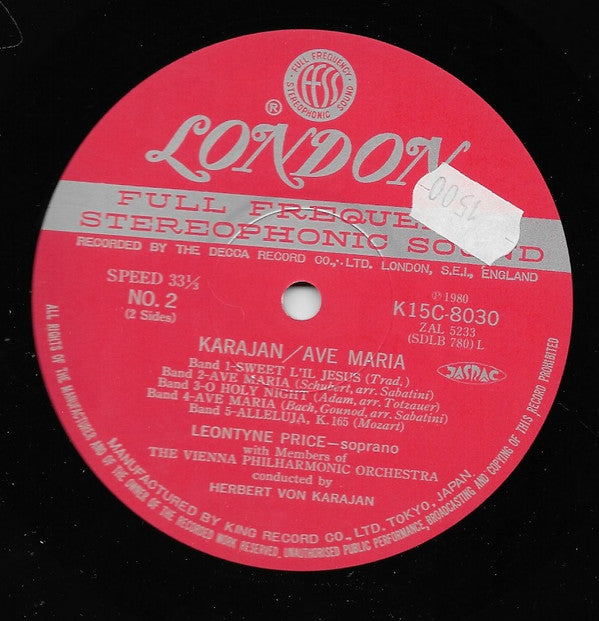 FULL FREQUENCY
STEREOPHONIC SOUND
ffss
®
LONDON
FULL
STEREOPHONIC SOUND
1500-
RECORDED BY THE DECCA RECORD CO., LTD. LONDON, S.E.I., ENGLAND
SPEED 33⅓
NO. 2
(2 Sides)
Ⓟ 1980
K15C-8030
ZAL 5233
(SDLB 780) L
KARAJAN/AVE MARIA
Band 1-SWEET L'IL JESUS (Trad.)
Band 2-AVE MARIA (Schubert, arr. Sabatini)
Band 3-O HOLY NIGHT (Adam, arr. Totzauer)
Band 4-AVE MARIA (Bach, Gounod, arr. Sabatini)
Band 5-ALLELUJA, K. 165 (Mozart)
JASRAC
LEONTYNE PRICE—soprano
with Members of
THE VIENNA PHILHARMONIC ORCHESTRA
conducted by
HERBERT VON KARAJAN
MANUFACTURED BY KING RECORD CO., LTD. TOKYO, JAPAN.
ALL RIGHTS OF THE MANUFACTURER AND OF THE OWNER OF THE RECORDED WORK RESERVED, UNAUTHORISED PUBLIC PERFORMANCE, BROADCASTING AND COPYING OF THIS RECORD PROHIBITED